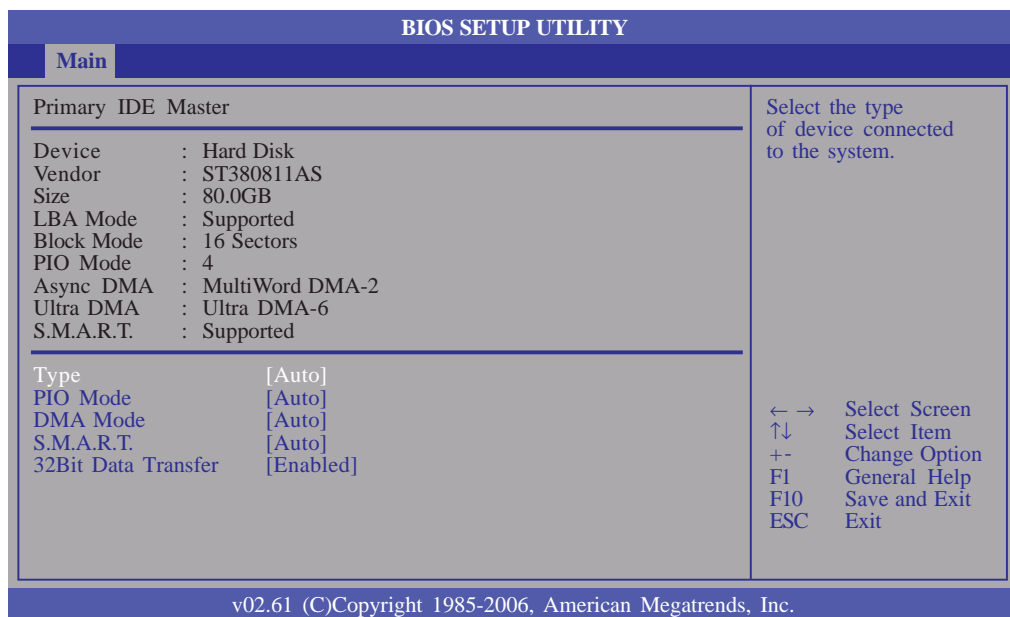 BIOS SETUP UTILITY
Main
Primary IDE Master
Device : Hard Disk
Vendor : ST380811AS
Size : 80.0GB
LBA Mode : Supported
Block Mode : 16 Sectors
PIO Mode : 4
Async DMA : MultiWord DMA-2
Ultra DMA : Ultra DMA-6
S.M.A.R.T. : Supported
Type [Auto]
PIO Mode [Auto]
DMA Mode [Auto]
S.M.A.R.T. [Auto]
32Bit Data Transfer [Enabled]
Select the type
of device connected
to the system.
← → Select Screen
↑↓ Select Item
+- Change Option
F1 General Help
F10 Save and Exit
ESC Exit
v02.61 (C)Copyright 1985-2006, American Megatrends, Inc.